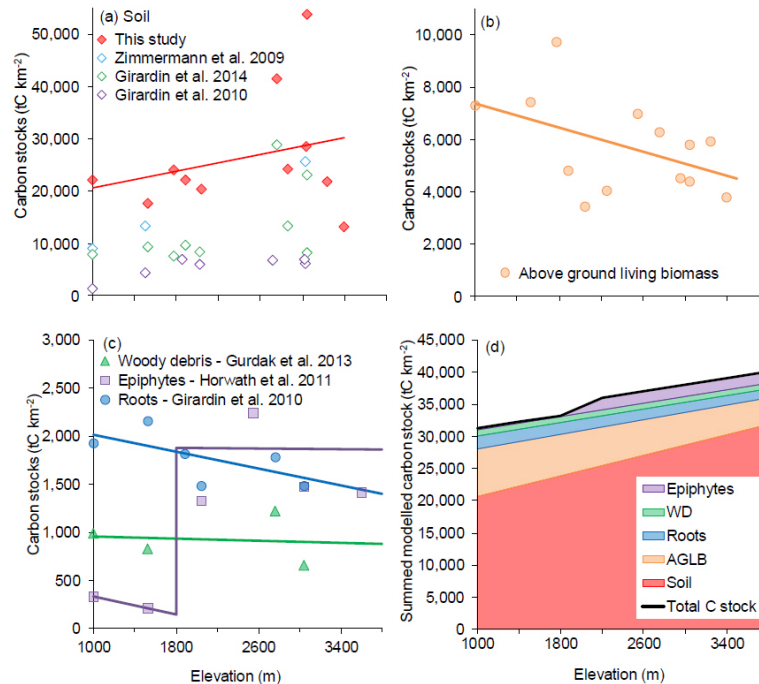 (a) Soil
This study
Zimmermann et al. 2009
Girardin et al. 2014
Girardin et al. 2010
Carbon stocks (tC km⁻²)
50,000
40,000
30,000
20,000
10,000
0
(b)
Above ground living biomass
Carbon stocks (tC km⁻²)
10,000
8,000
6,000
4,000
2,000
0
(c)
Woody debris - Gurdak et al. 2013
Epiphytes - Horwath et al. 2011
Roots - Girardin et al. 2010
Carbon stocks (tC km⁻²)
3,000
2,500
2,000
1,500
1,000
500
0
1000
1800
2600
3400
Elevation (m)
(d)
Epiphytes
WD
Roots
AGLB
Soil
Total C stock
Summed modelled carbon stock (tC km⁻²)
45,000
40,000
35,000
30,000
25,000
20,000
15,000
10,000
5,000
0
1000
1800
2600
3400
Elevation (m)